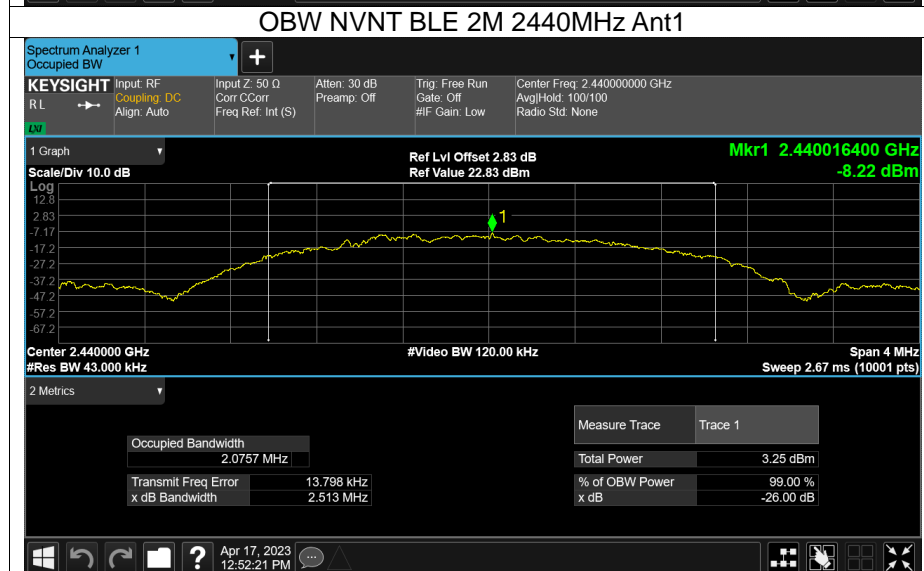 OBW NVNT BLE 2M 2440MHz Ant1
Spectrum Analyzer 1
Occupied BW
+
KEYSIGHT
R L
LXI
Input: RF
Coupling: DC
Align: Auto
Input Z: 50 Ω
Corr CCorr
Freq Ref: Int (S)
Atten: 30 dB
Preamp: Off
Trig: Free Run
Gate: Off
#IF Gain: Low
Center Freq: 2.440000000 GHz
Avg|Hold: 100/100
Radio Std: None
1 Graph
Scale/Div 10.0 dB
Ref Lvl Offset 2.83 dB
Ref Value 22.83 dBm
Mkr1 2.440016400 GHz
-8.22 dBm
Log
12.8
2.83
-7.17
-17.2
-27.2
-37.2
-47.2
-57.2
-67.2
1
Center 2.440000 GHz
#Res BW 43.000 kHz
#Video BW 120.00 kHz
Span 4 MHz
Sweep 2.67 ms (10001 pts)
2 Metrics
Occupied Bandwidth
2.0757 MHz
Transmit Freq Error 13.798 kHz
x dB Bandwidth 2.513 MHz
Measure Trace Trace 1
Total Power 3.25 dBm
% of OBW Power 99.00 %
x dB -26.00 dB
?
Apr 17, 2023
12:52:21 PM